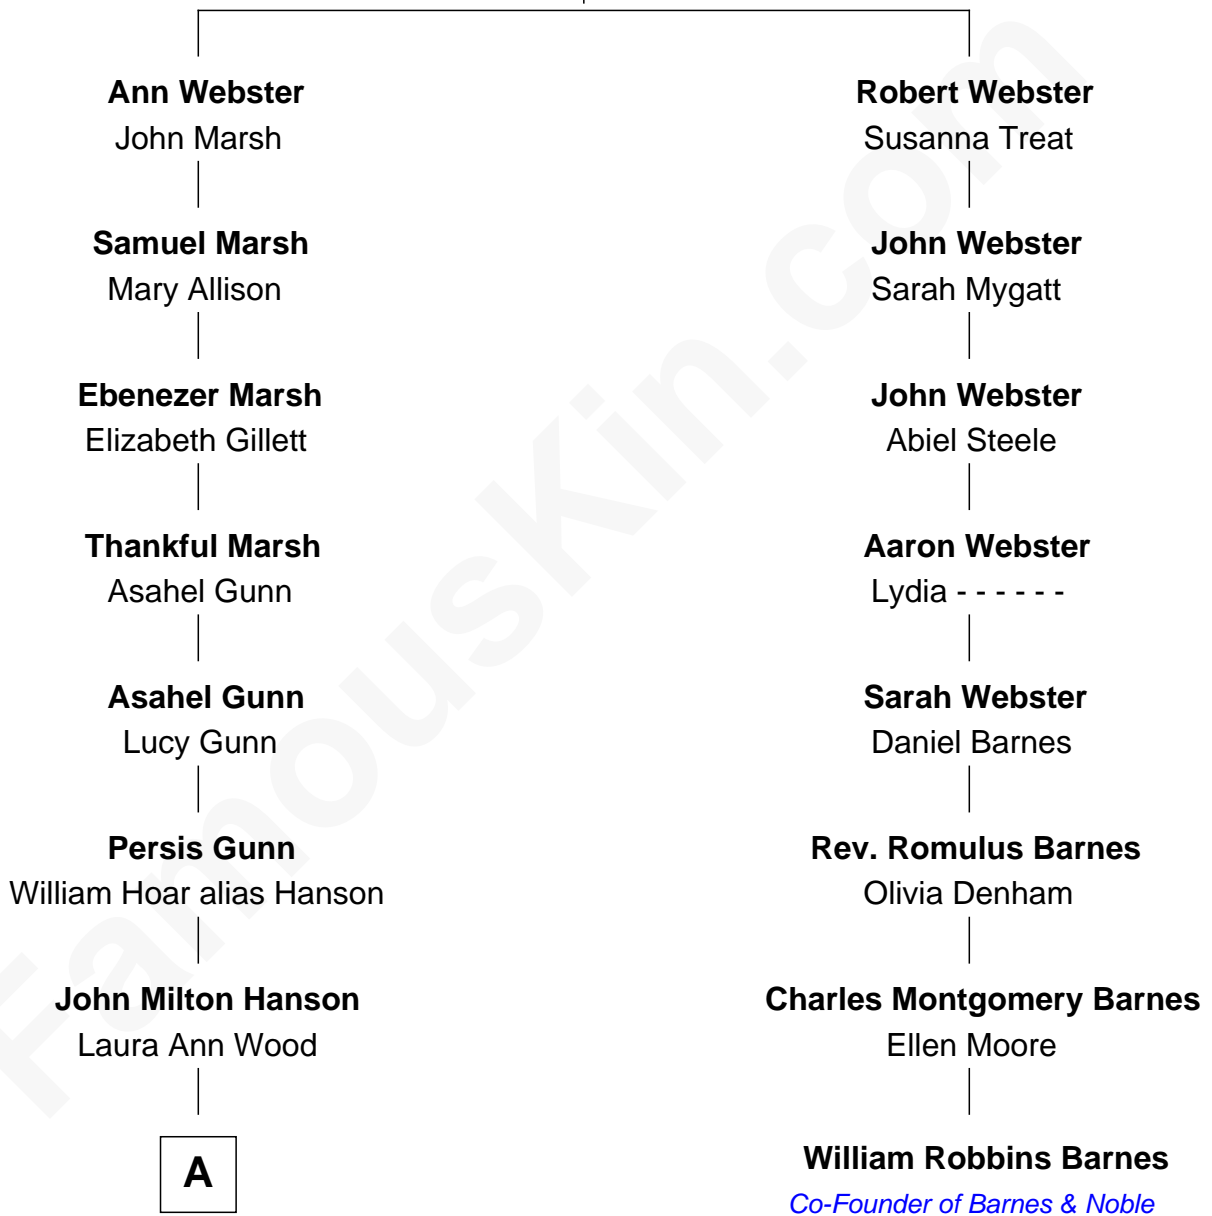 Ann Webster
John Marsh
Samuel Marsh
Mary Allison
Ebenezer Marsh
Elizabeth Gillett
Thankful Marsh
Asahel Gunn
Asahel Gunn
Lucy Gunn
Persis Gunn
William Hoar alias Hanson
John Milton Hanson
Laura Ann Wood
A
Robert Webster
Susanna Treat
John Webster
Sarah Mygatt
John Webster
Abiel Steele
Aaron Webster
Lydia - - - - - -
Sarah Webster
Daniel Barnes
Rev. Romulus Barnes
Olivia Denham
Charles Montgomery Barnes
Ellen Moore
William Robbins Barnes
Co-Founder of Barnes & Noble
FamousKin.com